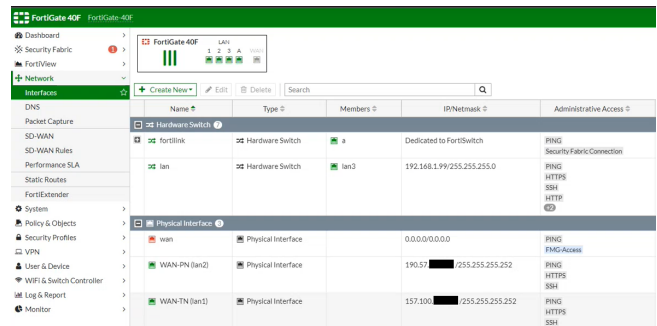 FortiGate 40F FortiGate-40F
Dashboard
Security Fabric 1
FortiView
Network
Interfaces
DNS
Packet Capture
SD-WAN
SD-WAN Rules
Performance SLA
Static Routes
FortiExtender
System
Policy & Objects
Security Profiles
VPN
User & Device
WiFi & Switch Controller
Log & Report
Monitor
FortiGate 40F LAN
1 2 3 A WAN
+ Create New Edit Delete Search
Name Type Members IP/Netmask Administrative Access
Hardware Switch 2
fortilink Hardware Switch a Dedicated to FortiSwitch PING
Security Fabric Connection
lan Hardware Switch lan3 192.168.1.99/255.255.255.0 PING
HTTPS
SSH
HTTP
+2
Physical Interface 3
wan Physical Interface 0.0.0.0/0.0.0.0 PING
FMG-Access
WAN-PN (lan2) Physical Interface 190.57. /255.255.255.252 PING
HTTPS
SSH
WAN-TN (lan1) Physical Interface 157.100. /255.255.255.252 PING
HTTPS
SSH